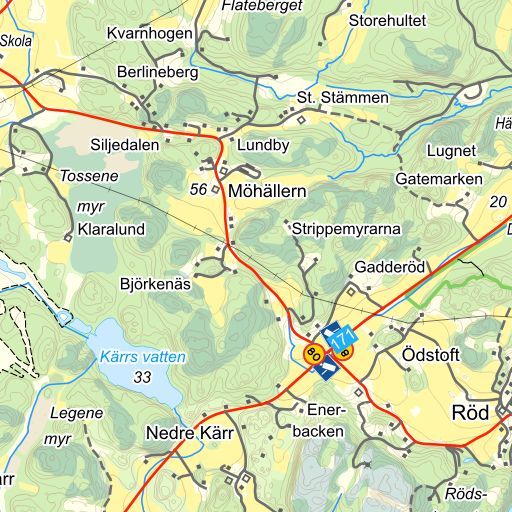 Flateberget
Storehultet
Kvarnhogen
Skola
Berlineberg
St. Stämmen
Siljedalen
Lundby
Lugnet
Tossene
myr
56
Möhällern
Gatemarken
20
Klaralund
Strippemyrarna
Björkenäs
Gadderöd
171
80
8
Kärrs vatten
33
Ödstoft
Legene
myr
Ener-
backen
Röd
Nedre Kärr
Röds-